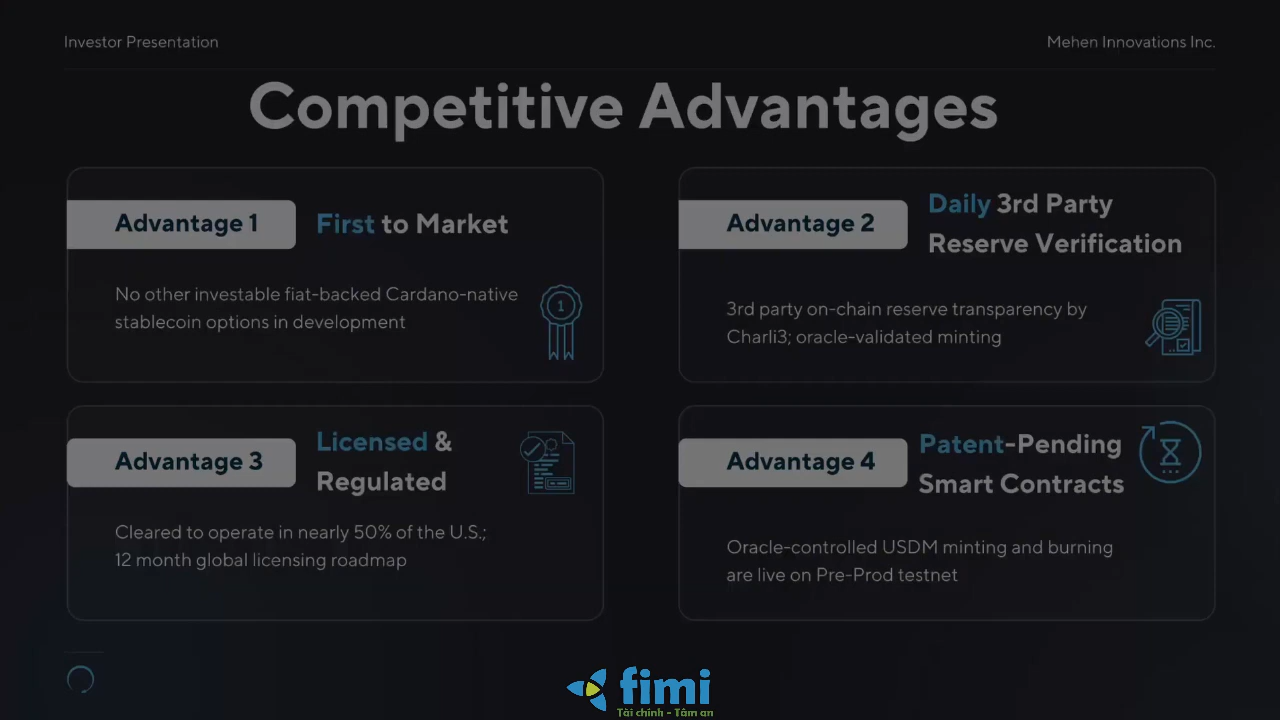 Investor Presentation
Mehen Innovations Inc.
Competitive Advantages
Advantage 1
First to Market
No other investable fiat-backed Cardano-native
stablecoin options in development
1
Advantage 2
Daily 3rd Party
Reserve Verification
3rd party on-chain reserve transparency by
Charli3; oracle-validated minting
Advantage 3
Licensed &
Regulated
Cleared to operate in nearly 50% of the U.S.;
12 month global licensing roadmap
Advantage 4
Patent-Pending
Smart Contracts
Oracle-controlled USDM minting and burning
are live on Pre-Prod testnet
fimi
Tài chính - Tâm an